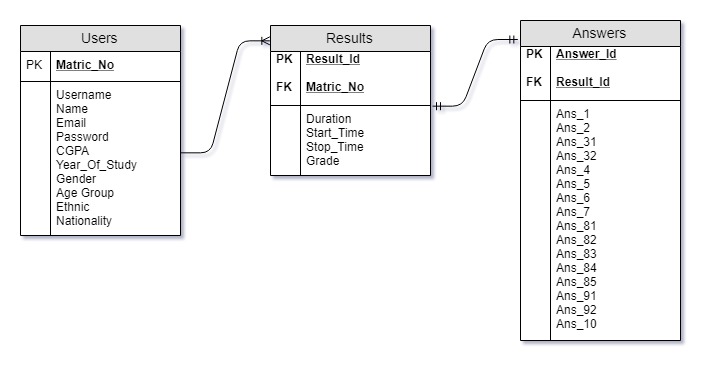 Users
PK Matric_No
Username
Name
Email
Password
CGPA
Year_Of_Study
Gender
Age Group
Ethnic
Nationality
Results
PK Result_Id
FK Matric_No
Duration
Start_Time
Stop_Time
Grade
Answers
PK Answer_Id
FK Result_Id
Ans_1
Ans_2
Ans_31
Ans_32
Ans_4
Ans_5
Ans_6
Ans_7
Ans_81
Ans_82
Ans_83
Ans_84
Ans_85
Ans_91
Ans_92
Ans_10